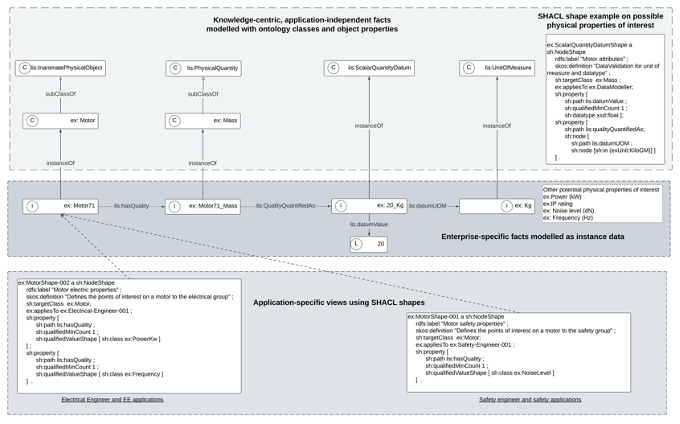 Knowledge-centric, application-independent facts
modelled with ontology classes and object properties
SHACL shape example on possible
physical properties of interest
ex:ScalarQuantityDatumShape a
sh:NodeShape
rdfs:label "Motor attributes" ;
skos:definition "DataValidation for unit of
measure and datatype" ;
sh:targetClass ex:Mass ;
ex:appliesTo ex:DataModeller;
sh:property [
sh:path lis:datumValue ;
sh:qualifiedMinCount 1 ;
sh:datatype xsd:float ];
sh:property [
sh:path lis:qualityQuantifiedAs;
sh:node [
sh:path lis:datumUOM ;
sh:node [sh:in (exUnit:KiloGM)] ]
] .
C lis:InanimatePhysicalObject
C lis:PhysicalQuantity
C lis:ScalarQuantityDatum
C lis:UnitOfMeasure
subClassOf
subClassOf
C ex: Motor
C ex: Mass
instanceOf
instanceOf
instanceOf
instanceOf
i ex: Motor71
lis:hasQuality
i ex: Motor71_Mass
lis:QualityQuantifiedAs
i ex: 20_Kg
lis:datumUOM
i ex: Kg
lis:datumValue
L 20
Other potential physical properties of interest
ex:Power (kW)
ex:IP rating
ex: Noise level (dN)
ex: Frequency (Hz)
Enterprise-specific facts modelled as instance data
Application-specific views using SHACL shapes
ex:MotorShape-002 a sh:NodeShape
rdfs:label "Motor electric properties" ;
skos:definition "Defines the points of interest on a motor to the electrical group" ;
sh:targetClass ex:Motor;
ex:appliesTo ex:Electrical-Engineer-001 ;
sh:property [
sh:path lis:hasQuality ;
sh:qualifiedMinCount 1 ;
sh:qualifiedValueShape [ sh:class ex:PowerKw ]
] ;
sh:property [
sh:path lis:hasQuality ;
sh:qualifiedMinCount 1 ;
sh:qualifiedValueShape [ sh:class ex:Frequency ]
] .
Electrical Engineer and EE applications
ex:MotorShape-001 a sh:NodeShape
rdfs:label "Motor safety properties" ;
skos:definition "Defines the points of interest on a motor to the safety group" ;
sh:targetClass ex:Motor;
ex:appliesTo ex:Safety-Engineer-001 ;
sh:property [
sh:path lis:hasQuality ;
sh:qualifiedMinCount 1 ;
sh:qualifiedValueShape [ sh:class ex:NoiseLevel ]
] .
Safety engineer and safety applications